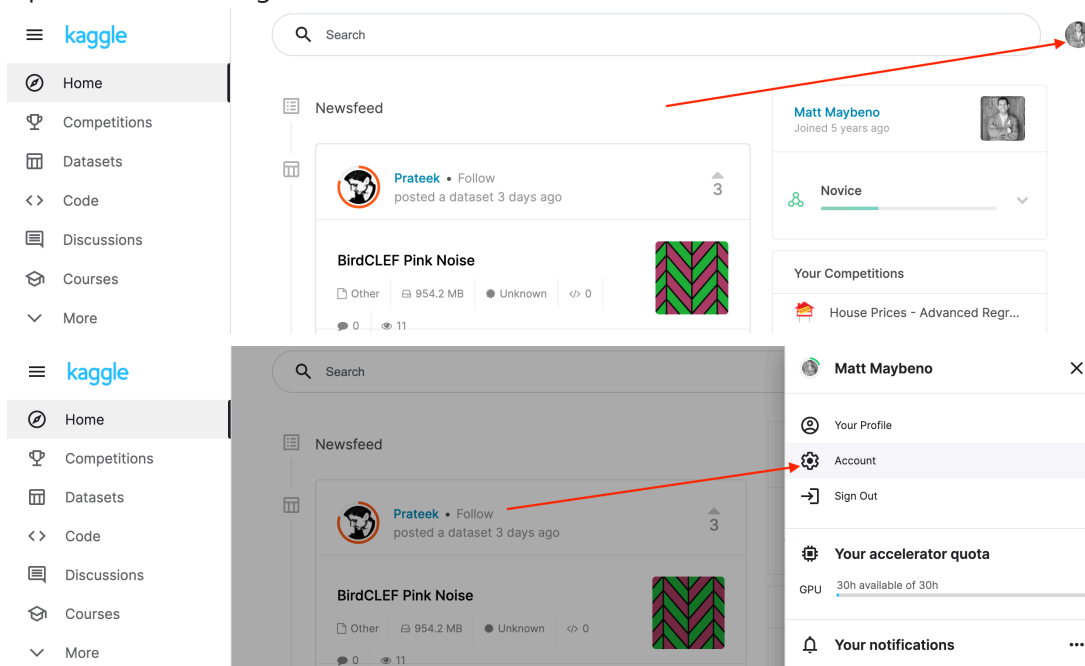 kaggle
Search
Home
Competitions
Datasets
Code
Discussions
Courses
More
Newsfeed
Prateek • Follow
posted a dataset 3 days ago
3
BirdCLEF Pink Noise
Other 954.2 MB Unknown </> 0
0 11
Matt Maybeno
Joined 5 years ago
Novice
Your Competitions
House Prices - Advanced Regr...
kaggle
Search
Home
Competitions
Datasets
Code
Discussions
Courses
More
Newsfeed
Prateek • Follow
posted a dataset 3 days ago
3
BirdCLEF Pink Noise
Other 954.2 MB Unknown </> 0
0 11
Matt Maybeno
Your Profile
Account
Sign Out
Your accelerator quota
GPU 30h available of 30h
Your notifications